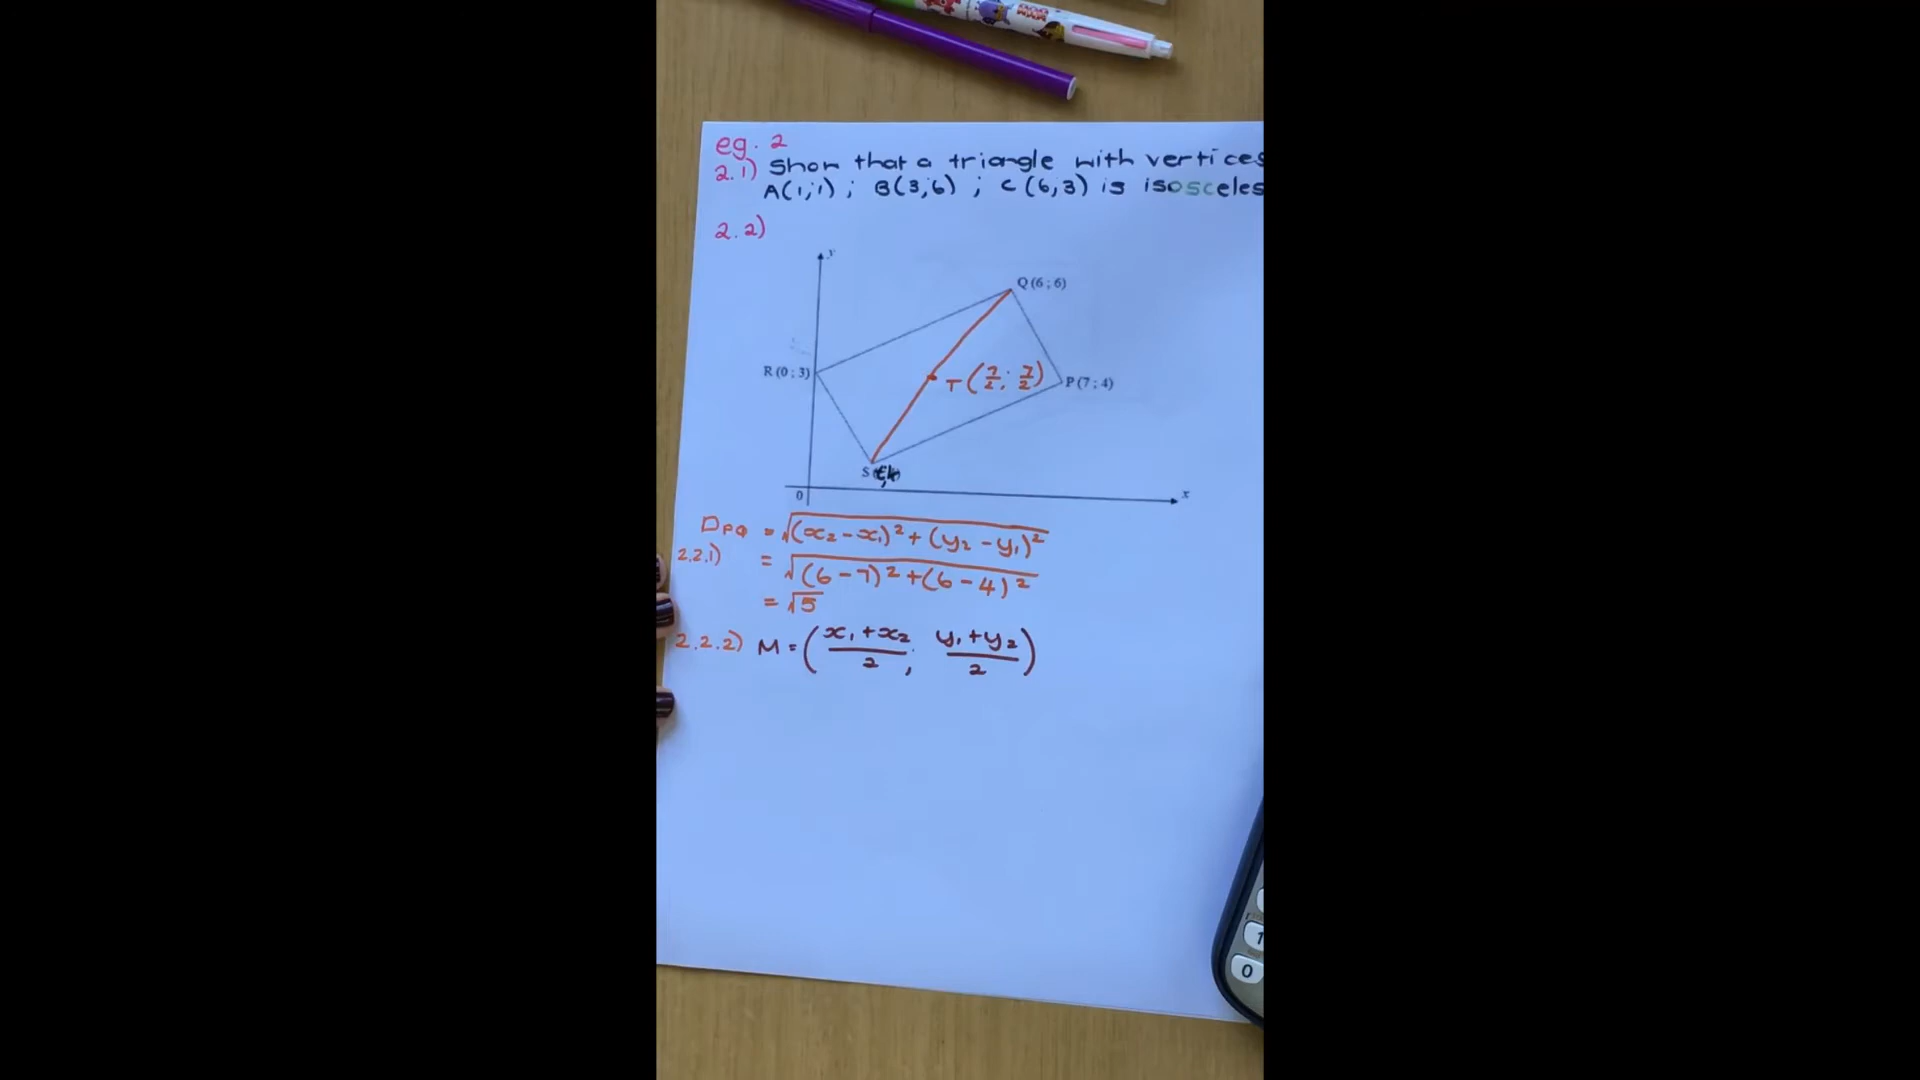 eg. 2
2.1) Show that a triangle with vertices
A(1;1) ; B(3;6) ; C(6;3) is isosceles
2.2)
y
Q (6 ; 6)
R (0 ; 3)
T (7/2 ; 7/2)
P (7 ; 4)
S
0
x
DPQ = √(x₂ - x₁)² + (y₂ - y₁)²
2.2.1) = √(6 - 7)² + (6 - 4)²
= √5
2.2.2) M = (x₁ + x₂/2 ; y₁ + y₂/2)
1
0